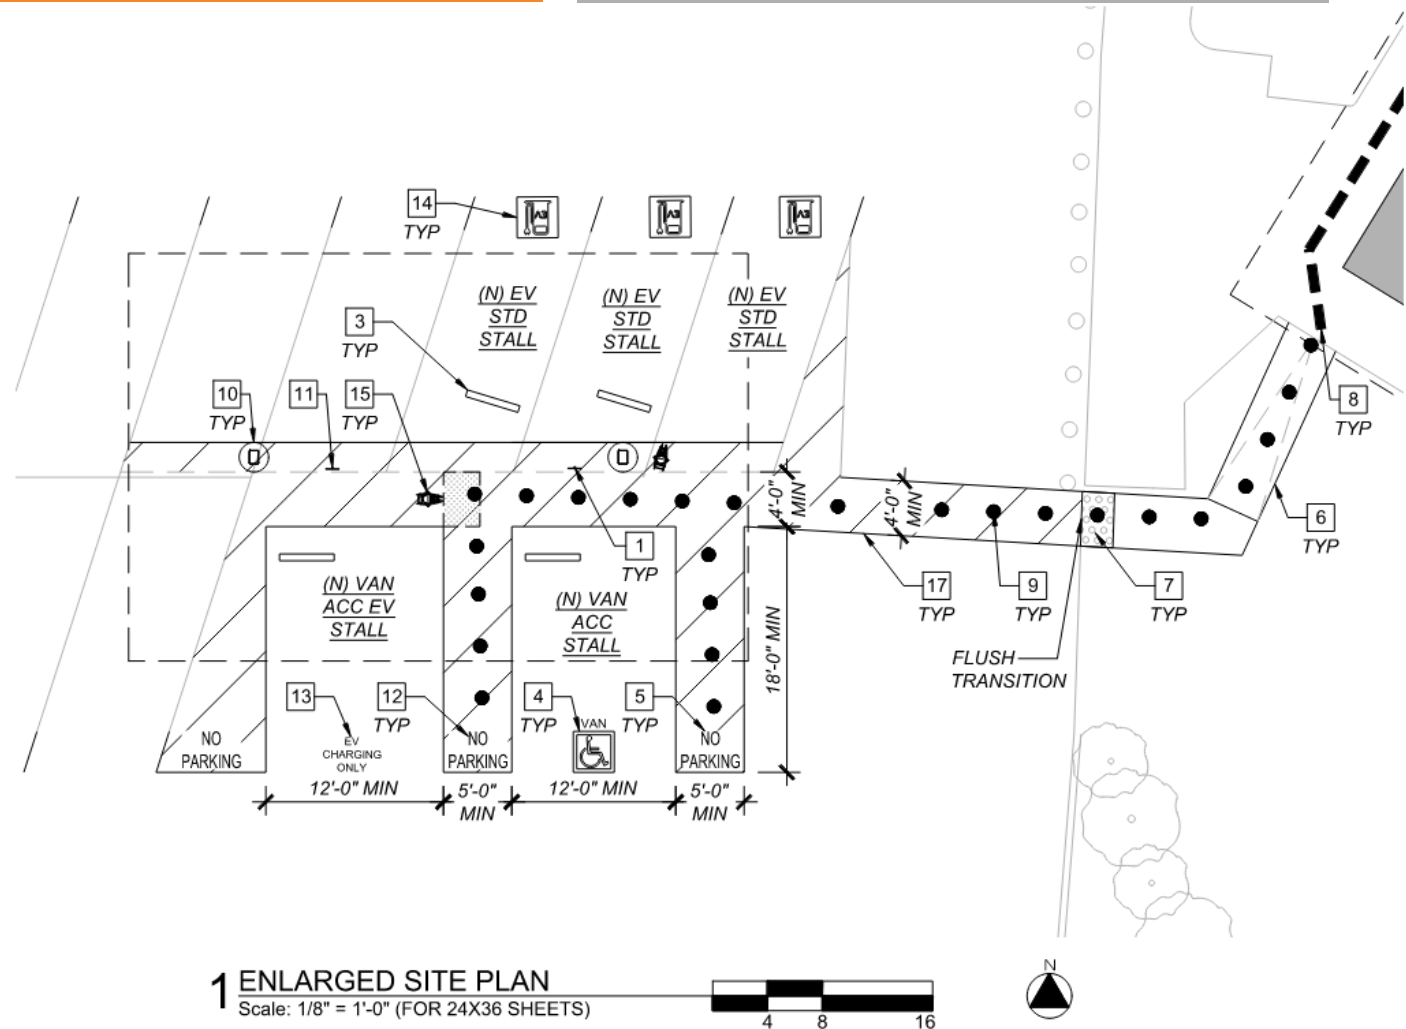 14
TYP
EV
EV
EV
(N) EV
STD
STALL
(N) EV
STD
STALL
(N) EV
STD
STALL
3
TYP
10
TYP
11
15
TYP
8
TYP
4'-0"
MIN
4'-0"
MIN
6
TYP
1
TYP
17
TYP
9
TYP
7
TYP
(N) VAN
ACC EV
STALL
(N) VAN
ACC
STALL
18'-0" MIN
FLUSH
TRANSITION
13
12
TYP
4
TYP
5
TYP
VAN
NO
PARKING
EV
CHARGING
ONLY
NO
PARKING
NO
PARKING
12'-0" MIN
5'-0"
MIN
12'-0" MIN
5'-0"
MIN
N
1 ENLARGED SITE PLAN
Scale: 1/8" = 1'-0" (FOR 24X36 SHEETS)
4 8 16